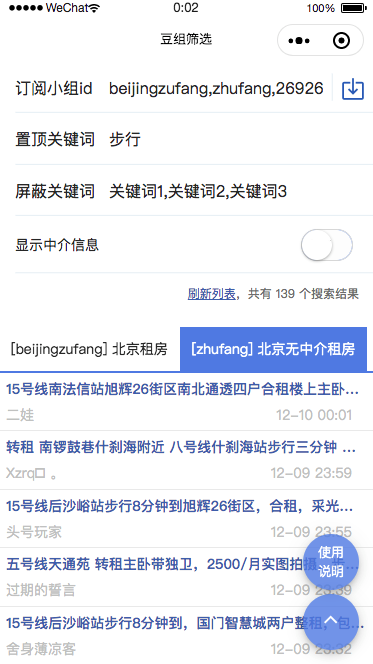 WeChat 0:02 100%
豆组筛选
订阅小组id beijingzufang,zhufang,26926
置顶关键词 步行
屏蔽关键词 关键词1,关键词2,关键词3
显示中介信息
刷新列表，共有 139 个搜索结果
[beijingzufang] 北京租房 [zhufang] 北京无中介租房
15号线南法信站旭辉26街区南北通透四户合租楼上主卧...
二娃 12-10 00:01
转租 南锣鼓巷什刹海附近 八号线什刹海站步行三分钟 ...
Xzrq口 。 12-09 23:59
15号线后沙峪站步行8分钟到旭辉26街区，合租，采光...
头号玩家 12-09 23:55
五号线天通苑 转租主卧带独卫，2500/月实图拍摄
过期的誓言 12-09 23:39
15号线后沙峪站步行8分钟到，国门智慧城两户整租，包...
舍身薄凉客 12-09 23:32
使用
说明